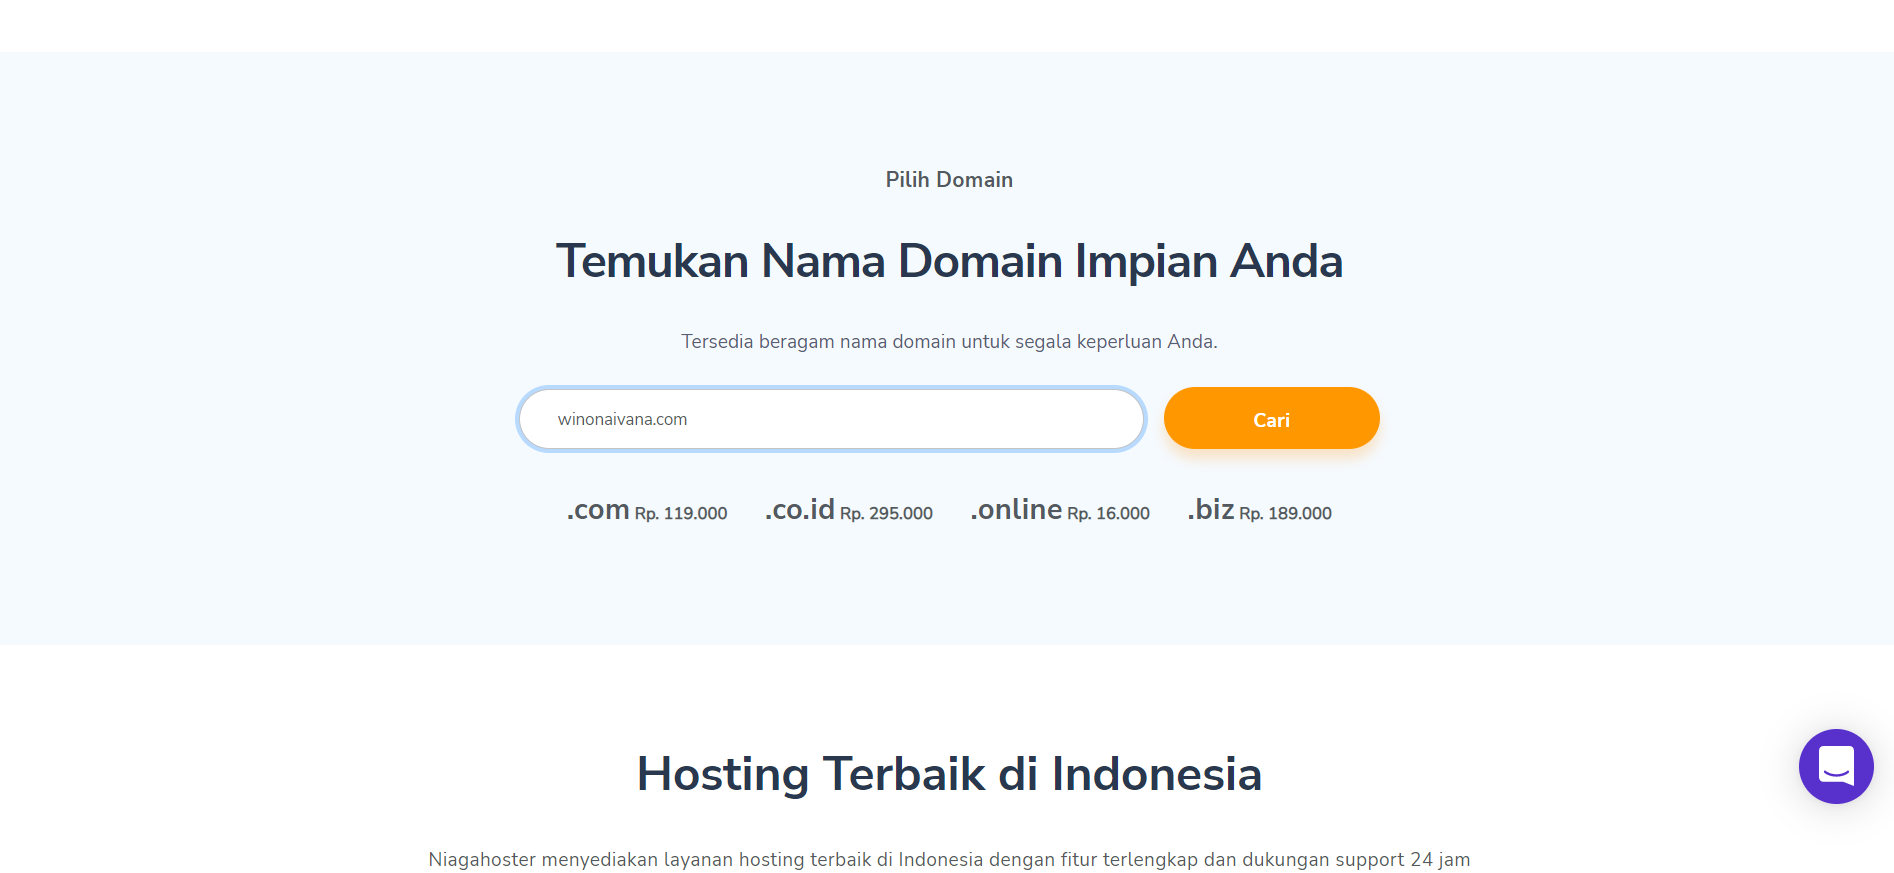 Pilih Domain
Temukan Nama Domain Impian Anda
Tersedia beragam nama domain untuk segala keperluan Anda.
winonaivana.com
Cari
.com Rp. 119.000 .co.id Rp. 295.000 .online Rp. 16.000 .biz Rp. 189.000
Hosting Terbaik di Indonesia
Niagahoster menyediakan layanan hosting terbaik di Indonesia dengan fitur terlengkap dan dukungan support 24 jam